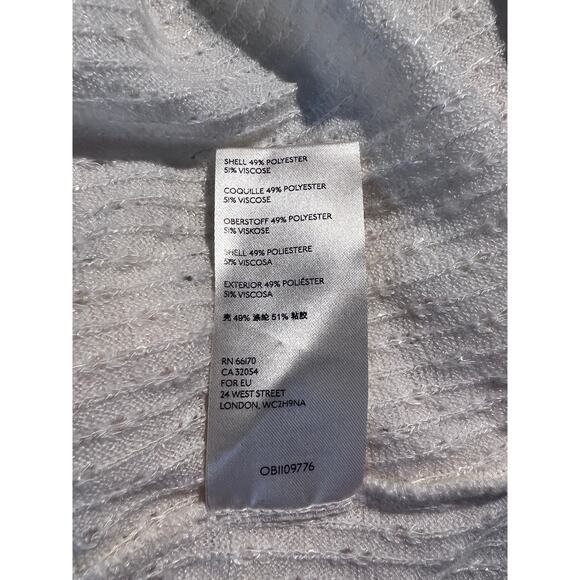 SHELL 49% POLYESTER
51% VISCOSE
COQUILLE 49% POLYESTER
51% VISCOSE
OBERSTOFF 49% POLYESTER
51% VISKOSE
SHELL 49% POLIESTERE
51% VISCOSA
EXTERIOR 49% POLIÉSTER
51% VISCOSA
壳 49% 涤纶 51% 粘胶
RN 66170
CA 32054
FOR EU
24 WEST STREET
LONDON, WC2H9NA
OB1109776